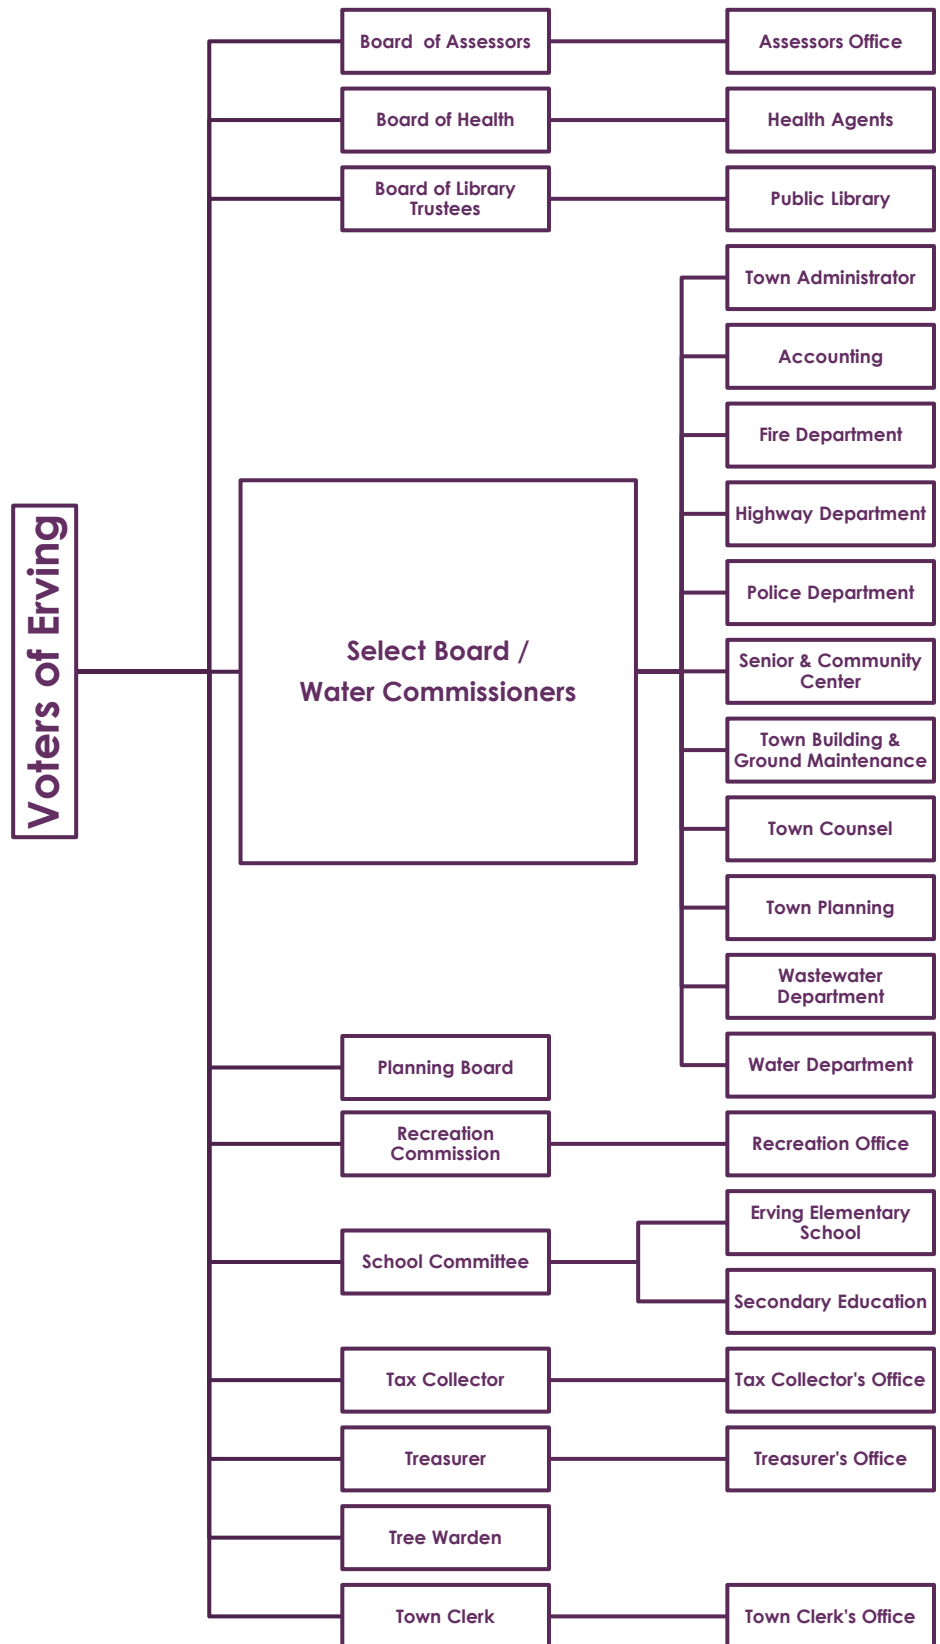 Voters of Erving
Board  of Assessors
Assessors Office
Board of Health
Health Agents
Board of Library
Trustees
Public Library
Select Board /
Water Commissioners
Town Administrator
Accounting
Fire Department
Highway Department
Police Department
Senior & Community
Center
Town Building &
Ground Maintenance
Town Counsel
Town Planning
Wastewater
Department
Water Department
Planning Board
Recreation
Commission
Recreation Office
School Committee
Erving Elementary
School
Secondary Education
Tax Collector
Tax Collector's Office
Treasurer
Treasurer's Office
Tree Warden
Town Clerk
Town Clerk's Office